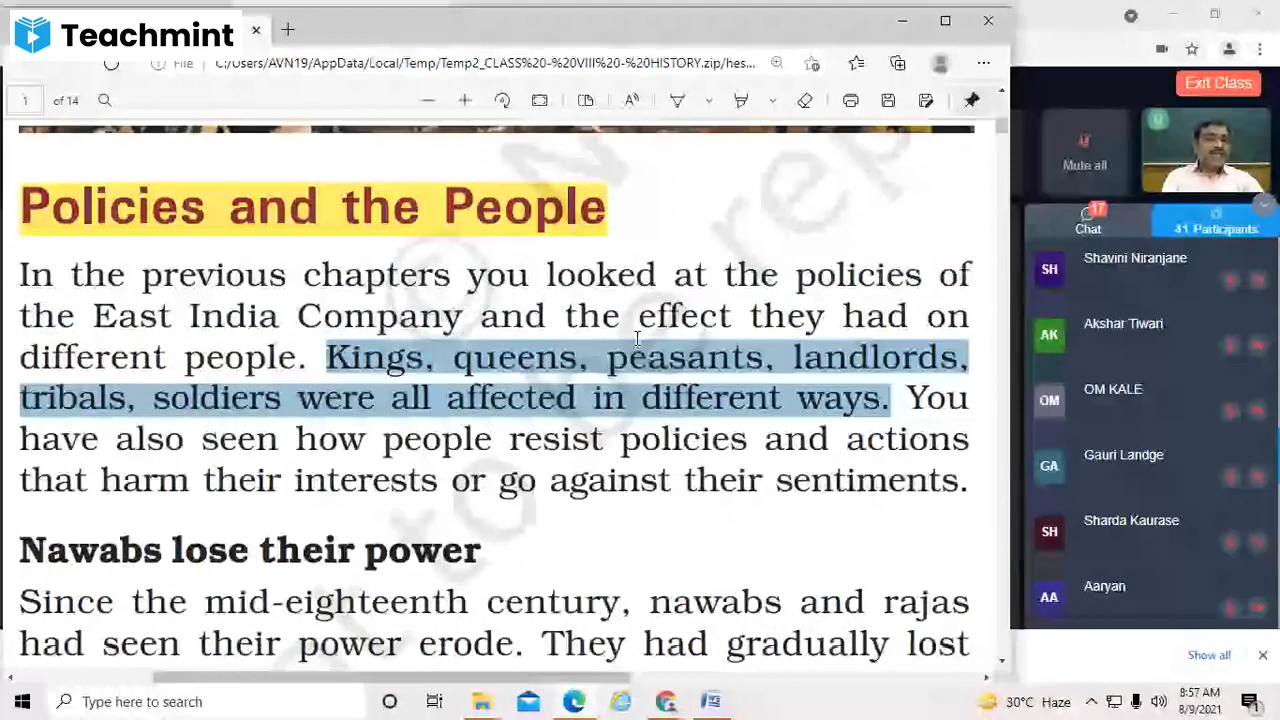 Teachmint
File
C:/Users/AVN19/AppData/Local/Temp/Temp2_CLASS%20-%20VIII%20-%20HISTORY.zip/hes...
1 of 14
Exit Class
Mute all
17
Chat
41 Participants
Policies and the People
In the previous chapters you looked at the policies of
the East India Company and the effect they had on
different people. Kings, queens, peasants, landlords,
tribals, soldiers were all affected in different ways. You
have also seen how people resist policies and actions
that harm their interests or go against their sentiments.
Nawabs lose their power
Since the mid-eighteenth century, nawabs and rajas
had seen their power erode. They had gradually lost
SH Shavini Niranjane
AK Akshar Tiwari
OM OM KALE
GA Gauri Landge
SH Sharda Kaurase
AA Aaryan
Show all
Type here to search
30°C Haze
8:57 AM
8/9/2021
1